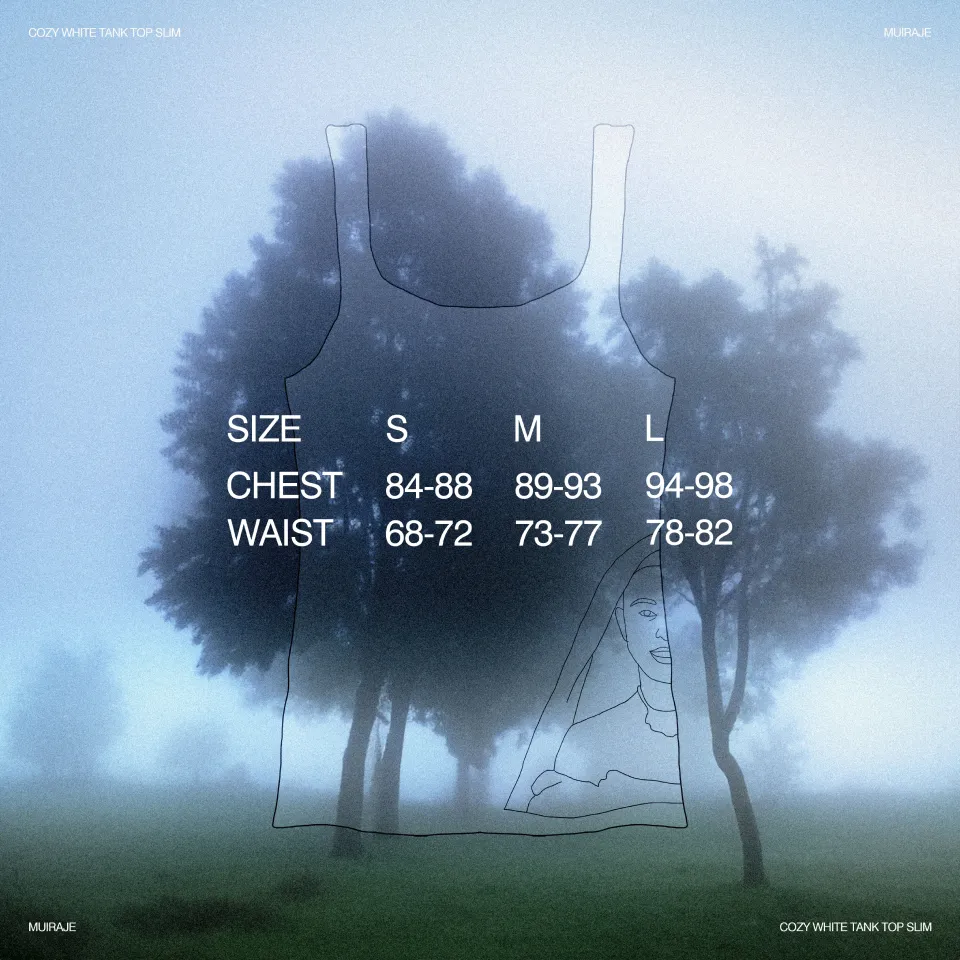 COZY WHITE TANK TOP SLIM MUIRAJE
SIZE S M L
CHEST 84-88 89-93 94-98
WAIST 68-72 73-77 78-82
MUIRAJE COZY WHITE TANK TOP SLIM